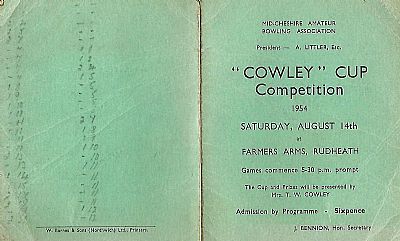 W. Barnes & Sons (Northwich) Ltd., Printers.
MID-CHESHIRE AMATEUR
BOWLING ASSOCIATION
President:— A. LITTLER, Esq.
"COWLEY" CUP
Competition
1954
SATURDAY, AUGUST 14th
at
FARMERS ARMS, RUDHEATH
Games commence 5-30 p.m. prompt
The Cup and Prizes will be presented by
Mrs. T. W. COWLEY
Admission by Programme - Sixpence
J. BENNION, Hon. Secretary